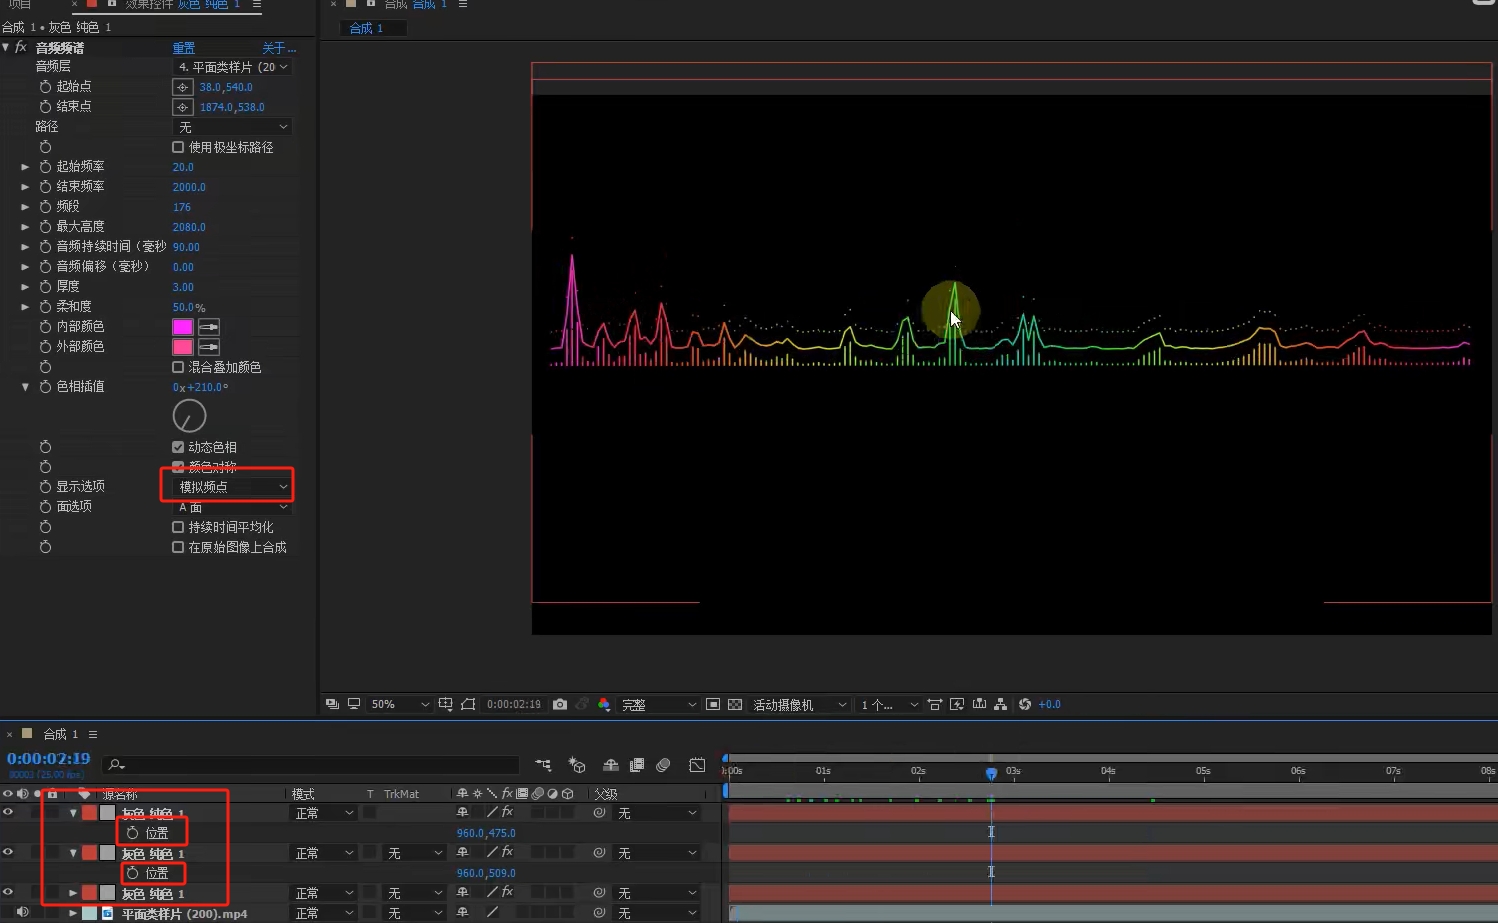 项目
× 效果控件 灰色 纯色 1
合成 1 • 灰色 纯色 1
fx 音频频谱 重置 关于...
音频层 4. 平面类样片 (20
起始点 38.0,540.0
结束点 1874.0,538.0
路径 无
使用极坐标路径
起始频率 20.0
结束频率 2000.0
频段 176
最大高度 2080.0
音频持续时间（毫秒 90.00
音频偏移（毫秒） 0.00
厚度 3.00
柔和度 50.0%
内部颜色
外部颜色
混合叠加颜色
色相插值 0x+210.0°
动态色相
颜色对称
显示选项 模拟频点
面选项 A 面
持续时间平均化
在原始图像上合成
× 合成 合成 1
合成 1
50% 0:00:02:19 完整 活动摄像机 1 个... +0.0
× 合成 1
0:00:02:19
00003 (25.00 fps)
源名称 模式 T TrkMat 父级
:00s 01s 02s 03s 04s 05s 06s 07s 08s
灰色 纯色 1 正常 fx 无
位置 960.0,475.0
灰色 纯色 1 正常 无 fx 无
位置 960.0,509.0
灰色 纯色 1 正常 无 fx 无
平面类样片 (200).mp4 正常 无 无